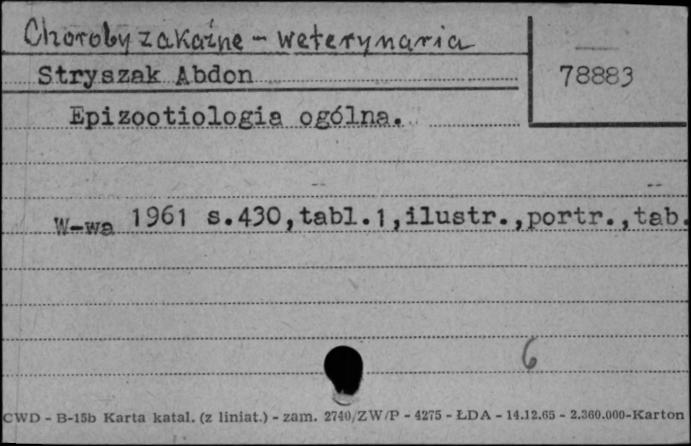 Choroby zakaźne - weterynaria
Stryszak Abdon
78883
Epizootiologia ogólna.
W-wa 1961 s.430,tabl.1,ilustr.,portr.,tab.
6
CWD - B-15b Karta katal. (z liniat.) - zam. 2740/ZW/P - 4275 - ŁDA - 14.12.65 - 2.360.000-Karton